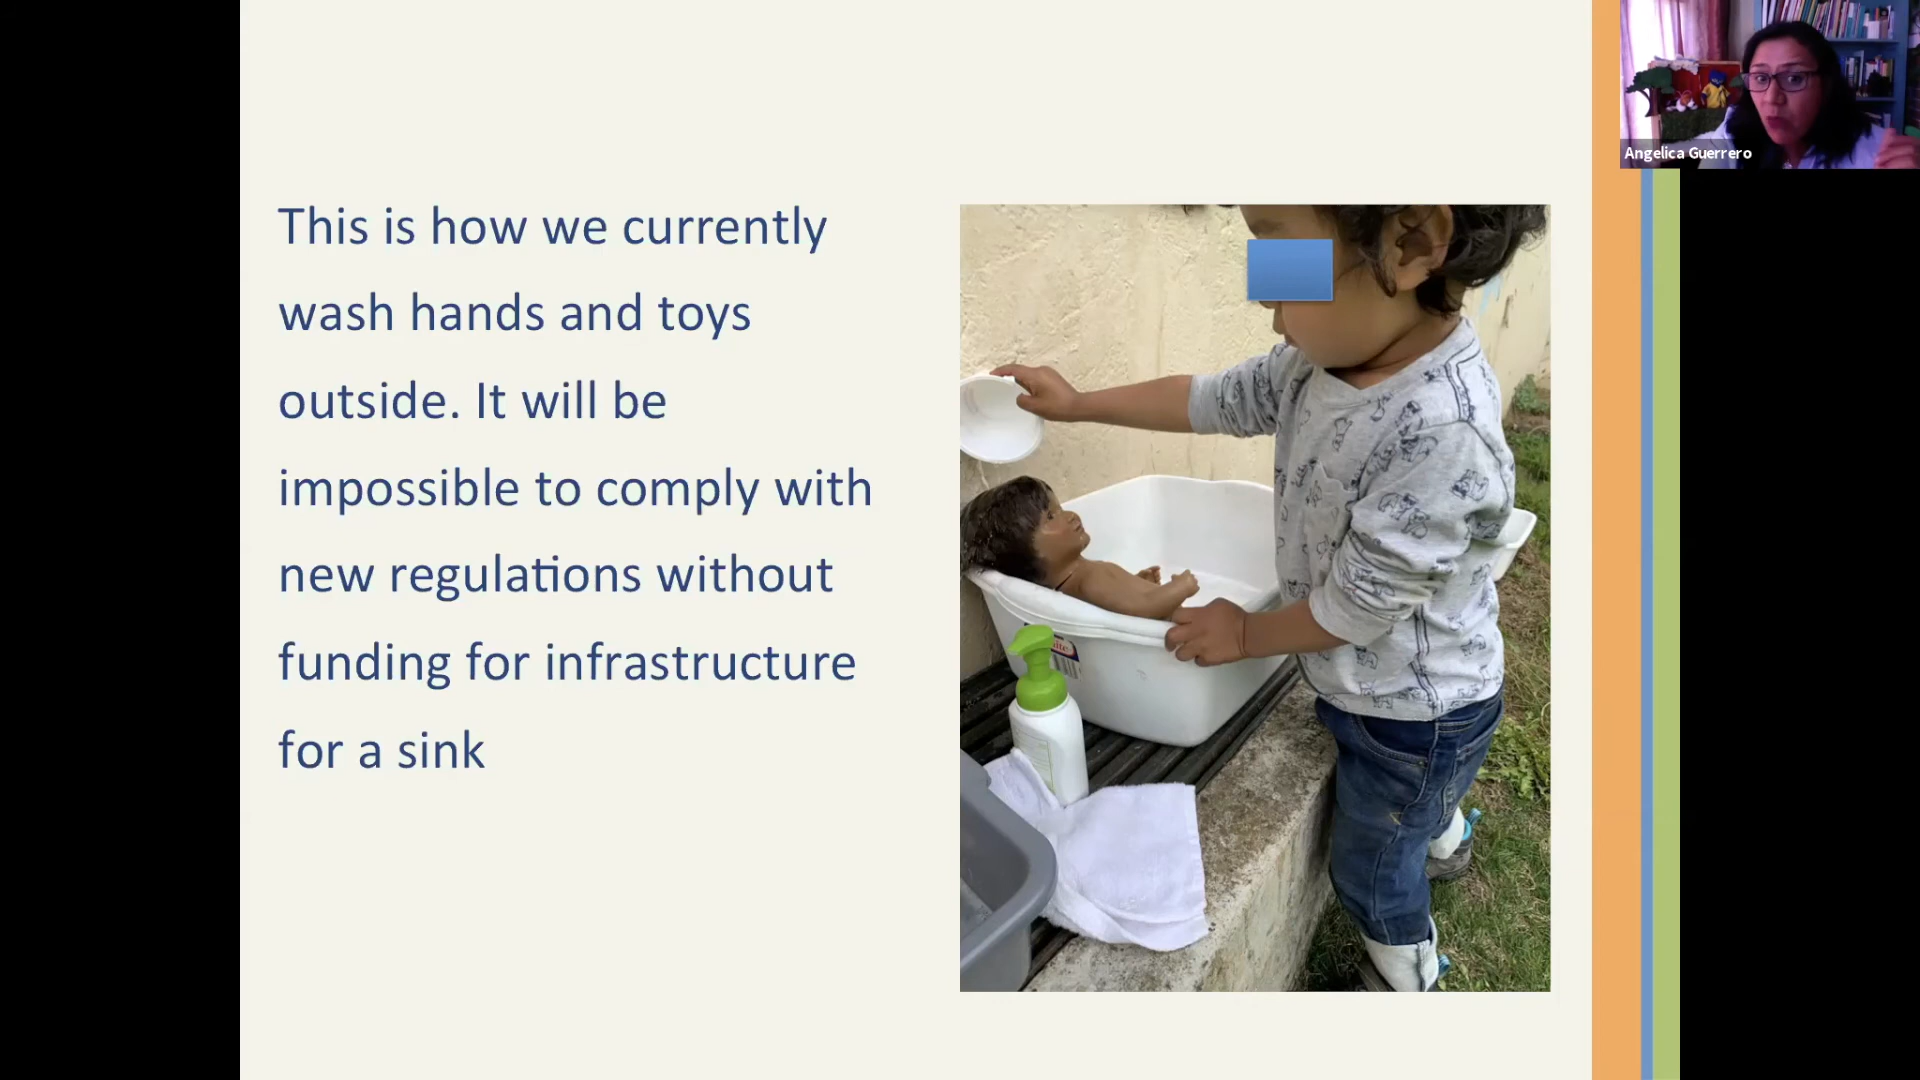 Angelica Guerrero
This is how we currently
wash hands and toys
outside. It will be
impossible to comply with
new regulations without
funding for infrastructure
for a sink